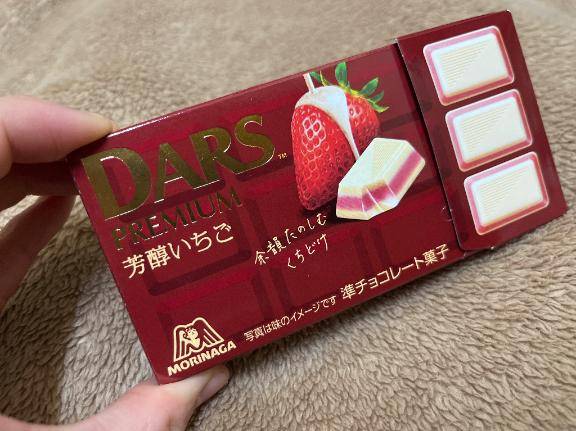 DARS™
PREMIUM
芳醇いちご
余韻たのしむ
くちどけ
写真は味のイメージです 準チョコレート菓子
MORINAGA